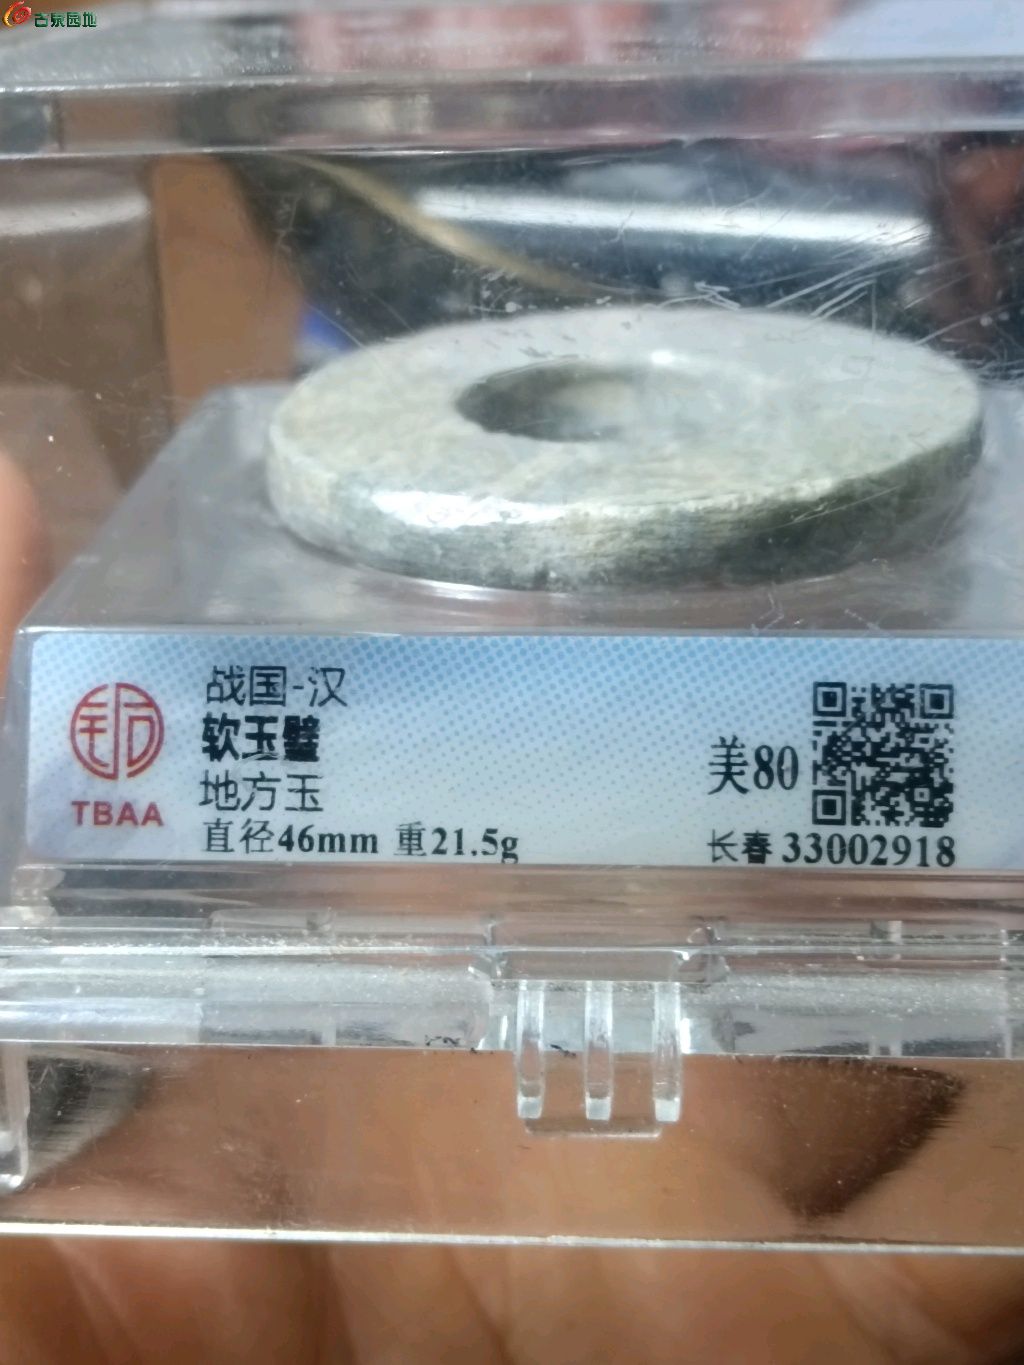 古泉园地
战国-汉
软玉璧
地方玉
直径46mm 重21.5g
TBAA
美80
长春 33002918